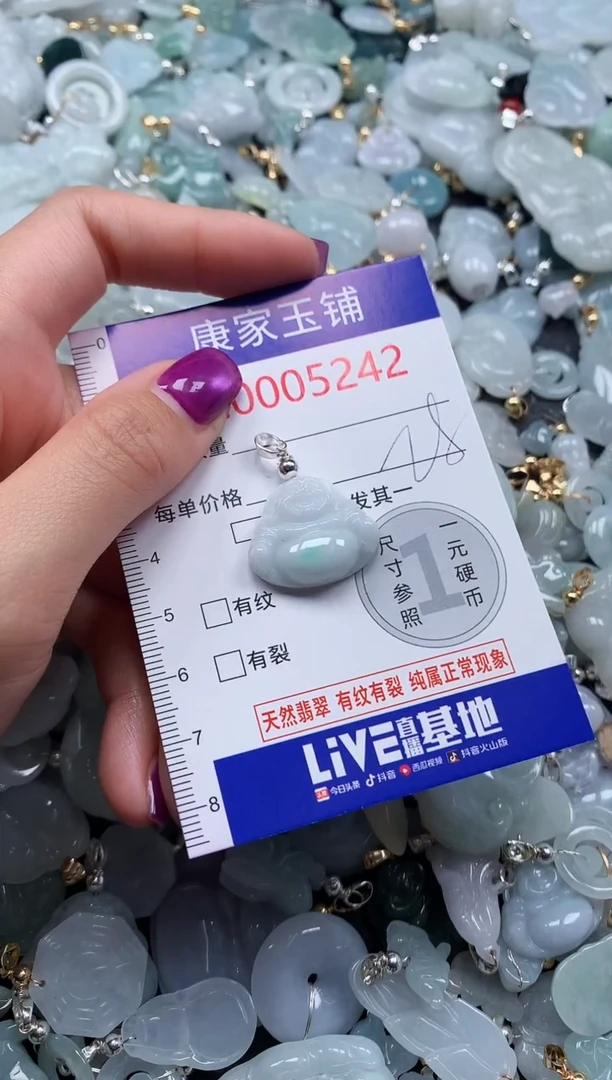 康家玉铺
0005242
量
每单价格 发其一
有纹
有裂
尺寸参照
1
一元硬币
天然翡翠 有纹有裂 纯属正常现象
LiVE直播基地
头条 今日头条 抖音 西瓜视频 抖音火山版
0
4
5
6
7
8